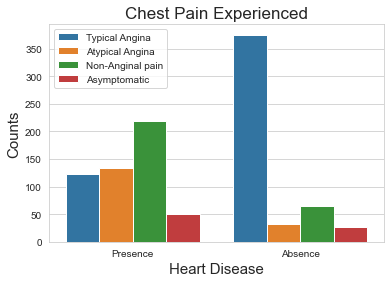 Chest Pain Experienced
Typical Angina
Atypical Angina
Non-Anginal pain
Asymptomatic
Counts
350
300
250
200
150
100
50
0
Presence
Absence
Heart Disease